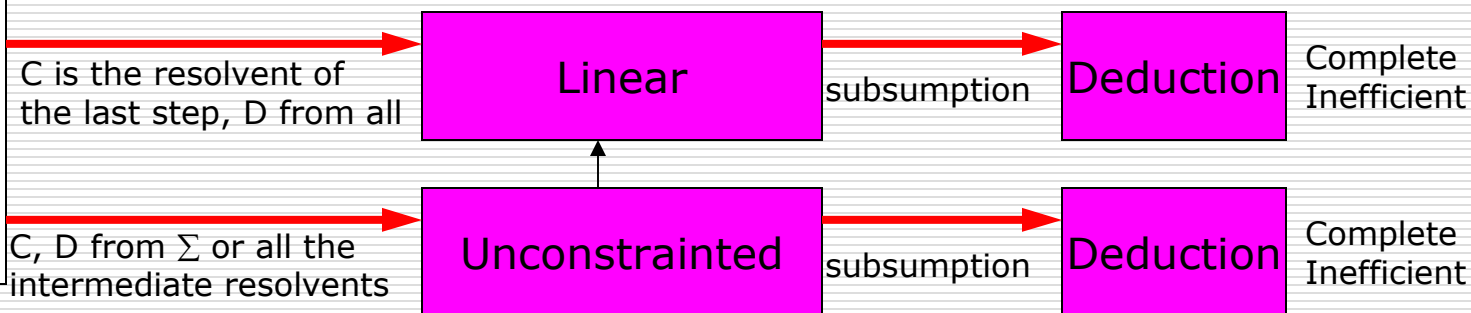 C is the resolvent of
the last step, D from all
Linear
subsumption
Deduction
Complete
Inefficient
C, D from Σ or all the
intermediate resolvents
Unconstrainted
subsumption
Deduction
Complete
Inefficient